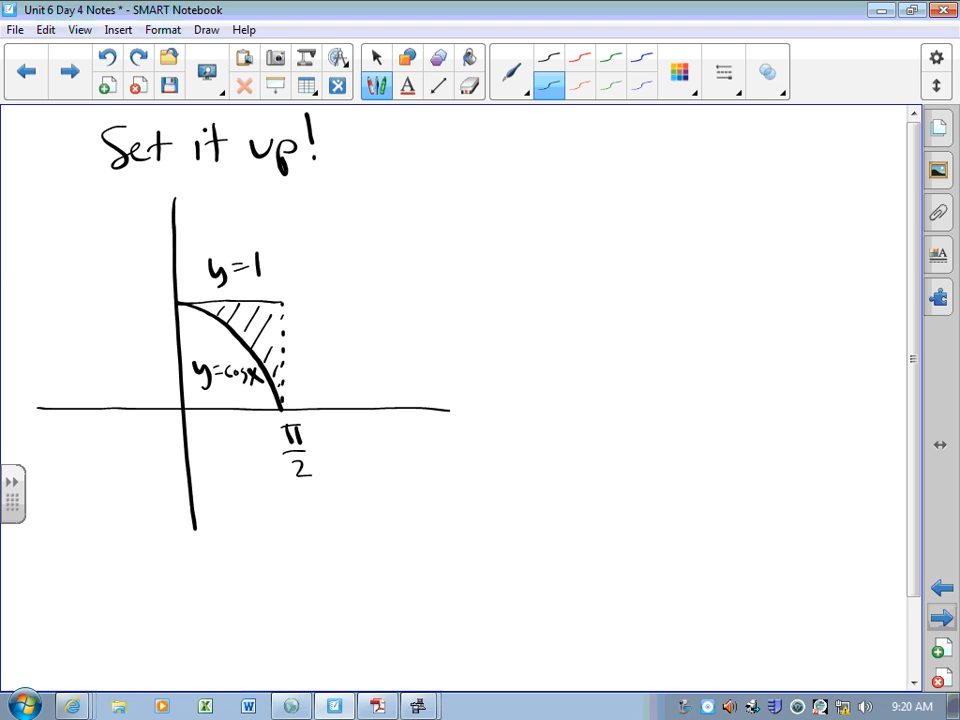 Unit 6 Day 4 Notes * - SMART Notebook
File Edit View Insert Format Draw Help
Set it up!
y=1
y=cosx
π
2
9:20 AM